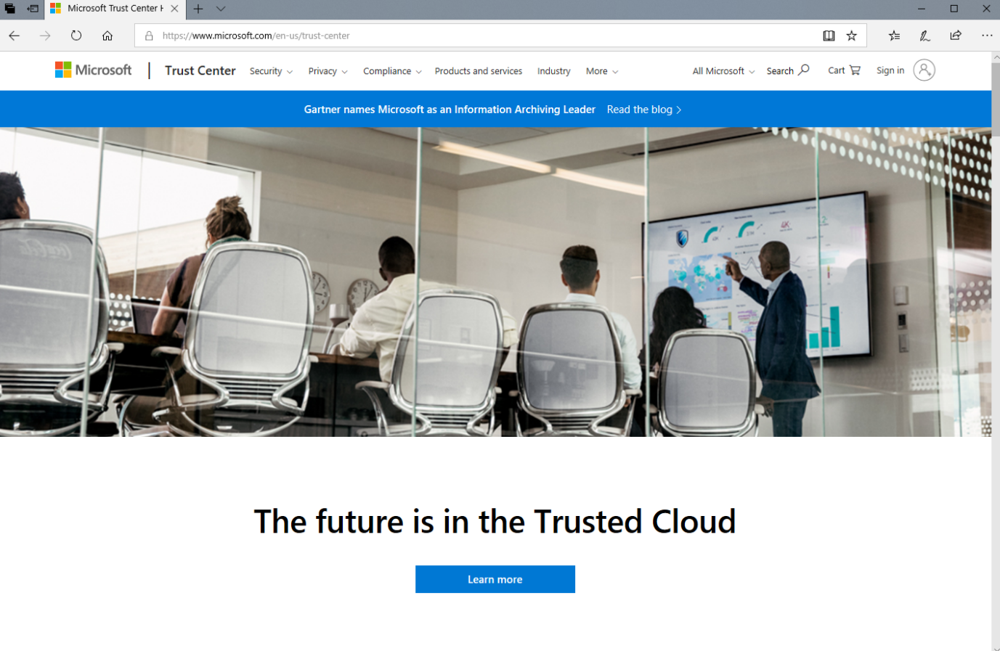 Microsoft Trust Center H
https://www.microsoft.com/en-us/trust-center
Microsoft Trust Center Security Privacy Compliance Products and services Industry More All Microsoft Search Cart Sign in
Gartner names Microsoft as an Information Archiving Leader Read the blog
The future is in the Trusted Cloud
Learn more